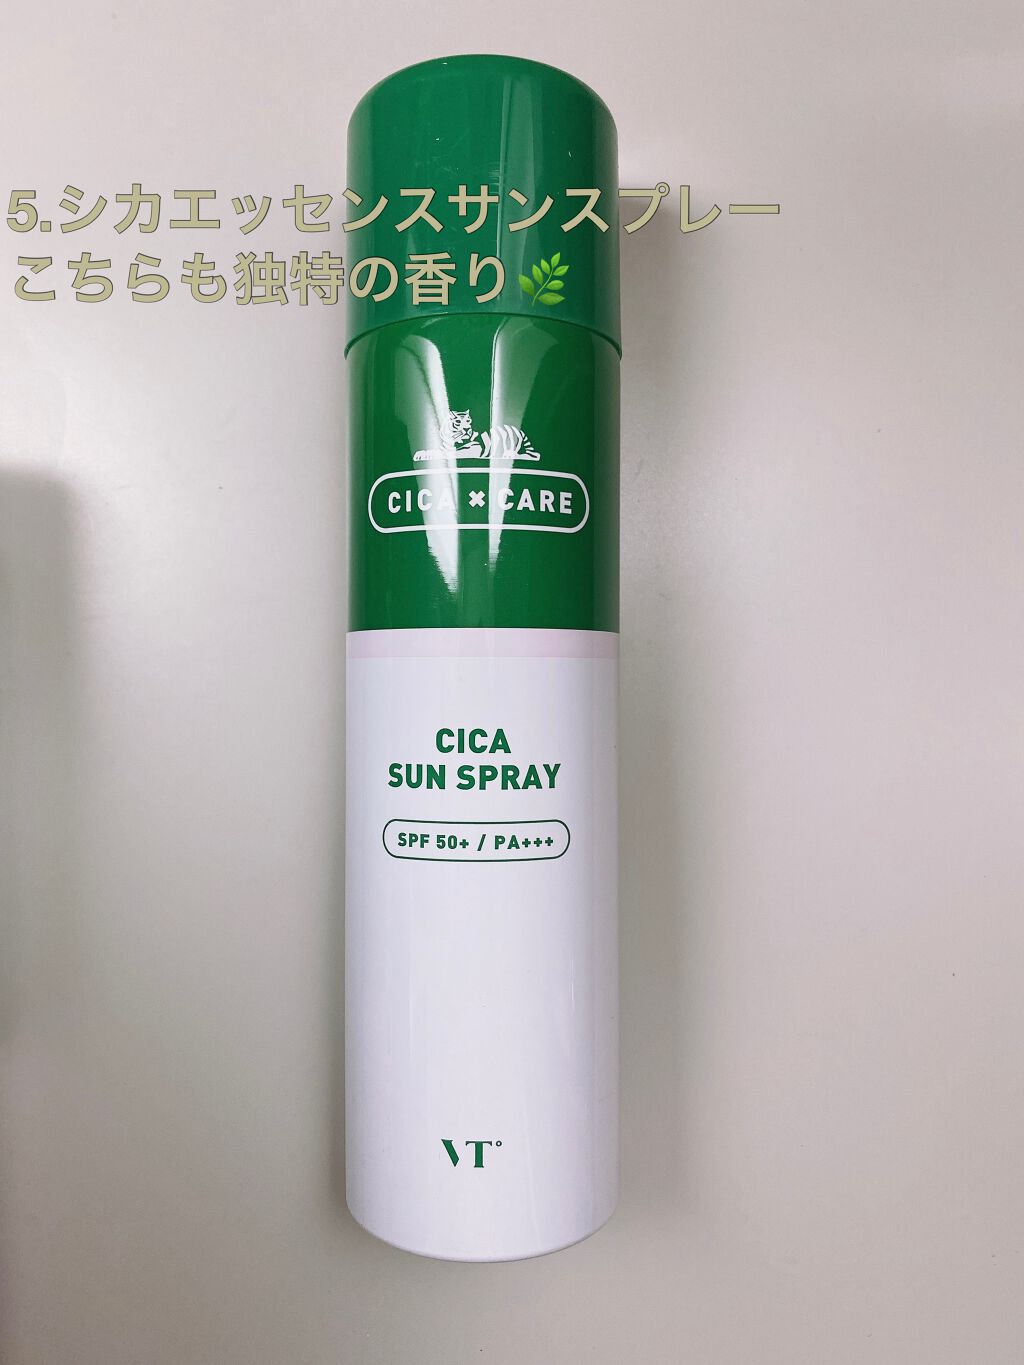 5.シカエッセンスサンスプレー
こちらも独特の香り🌿
CICA × CARE
CICA
SUN SPRAY
SPF 50+ / PA+++
VT°